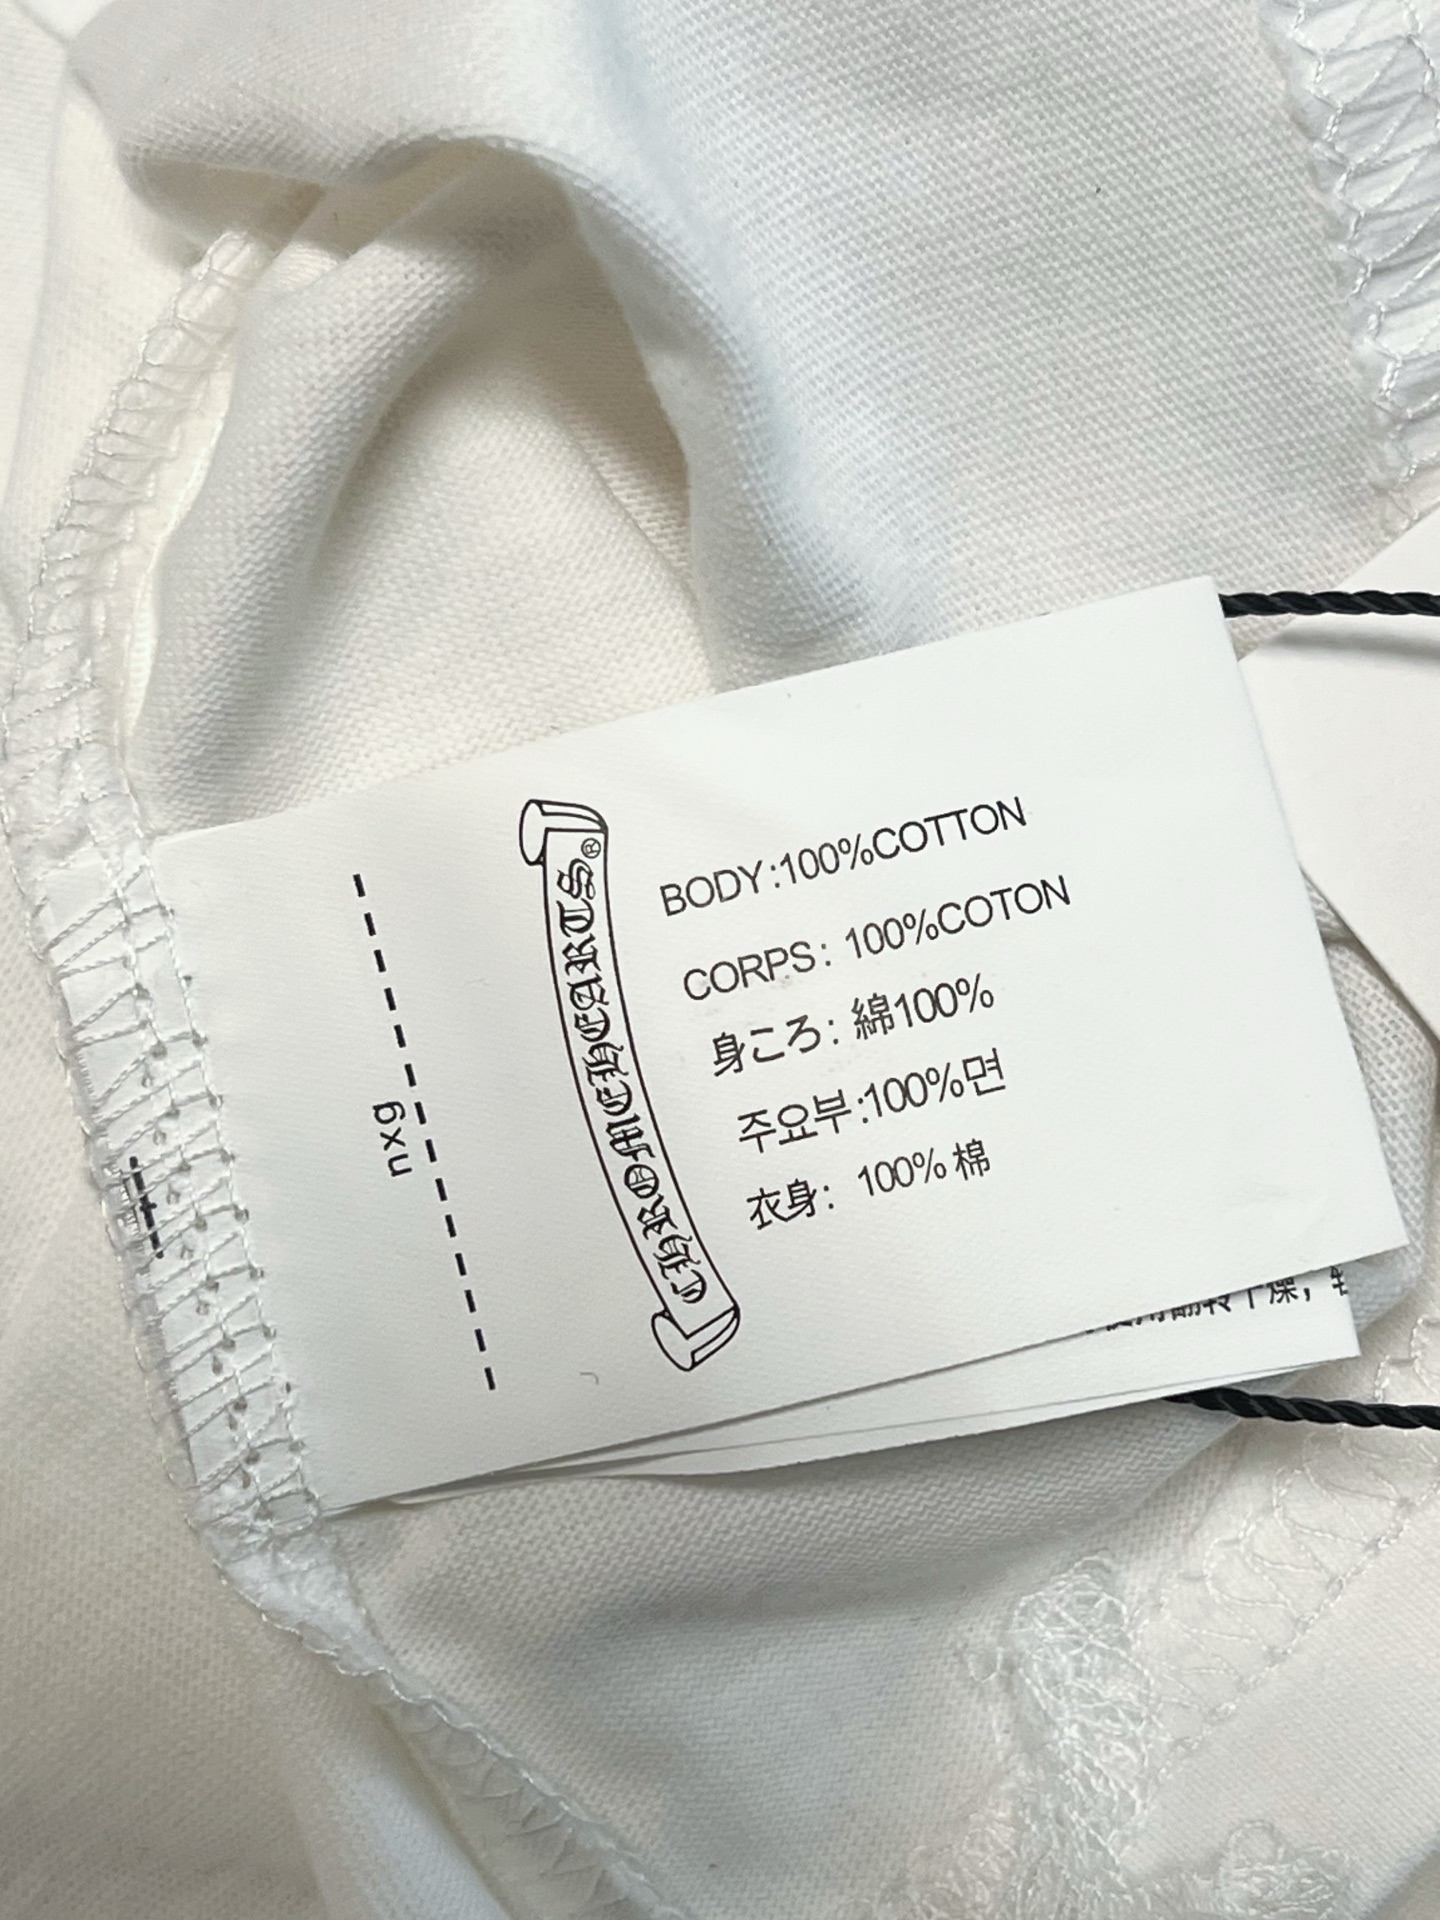 nxg
CHROME HEARTS®
BODY:100%COTTON
CORPS: 100%COTON
身ころ: 綿100%
주요부:100%면
衣身: 100% 棉
燥,